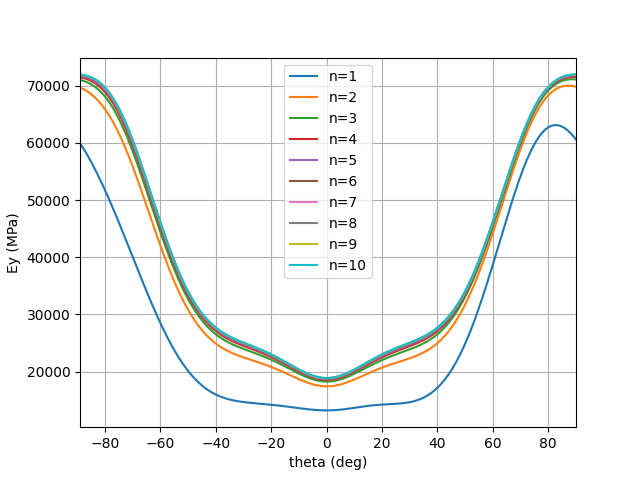 70000
60000
50000
40000
30000
20000
Ey (MPa)
n=1
n=2
n=3
n=4
n=5
n=6
n=7
n=8
n=9
n=10
−80 −60 −40 −20 0 20 40 60 80
theta (deg)